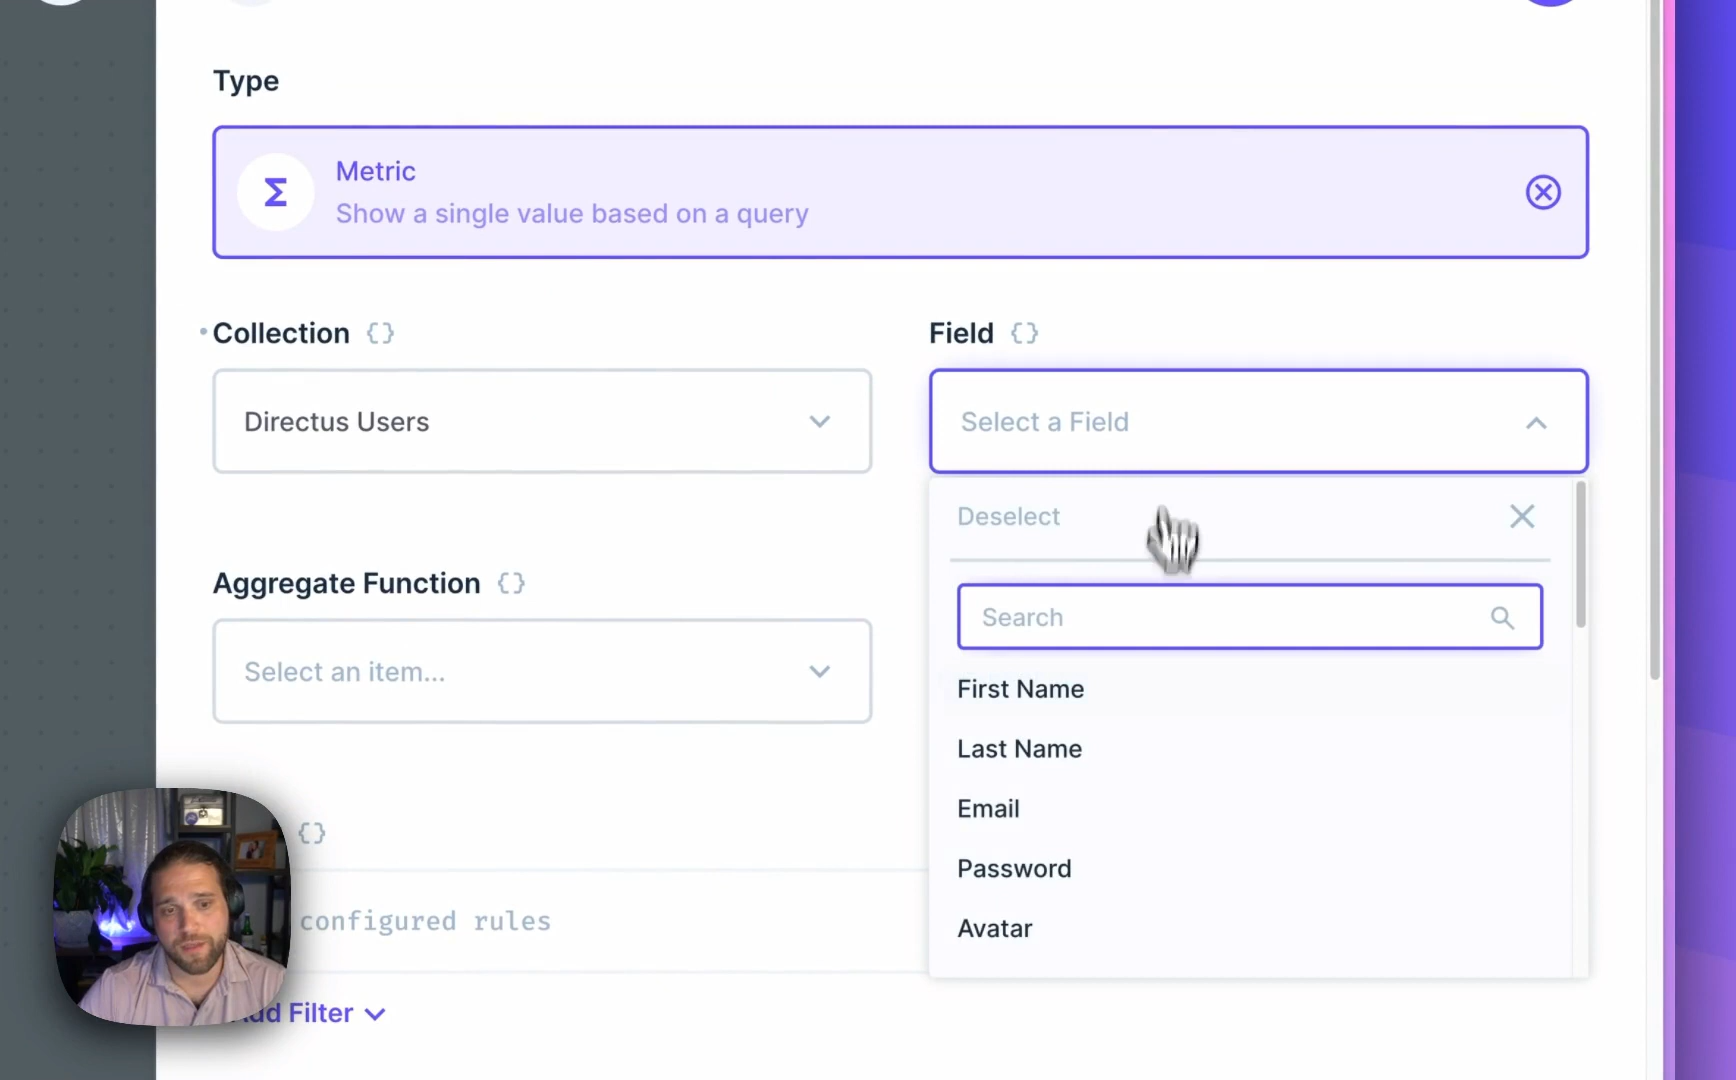 Type
Σ
Metric
Show a single value based on a query
Collection {}
Field {}
Directus Users
Select a Field
Deselect
Aggregate Function {}
Search
Select an item...
First Name
Last Name
Email
{}
Password
configured rules
Avatar
Filter